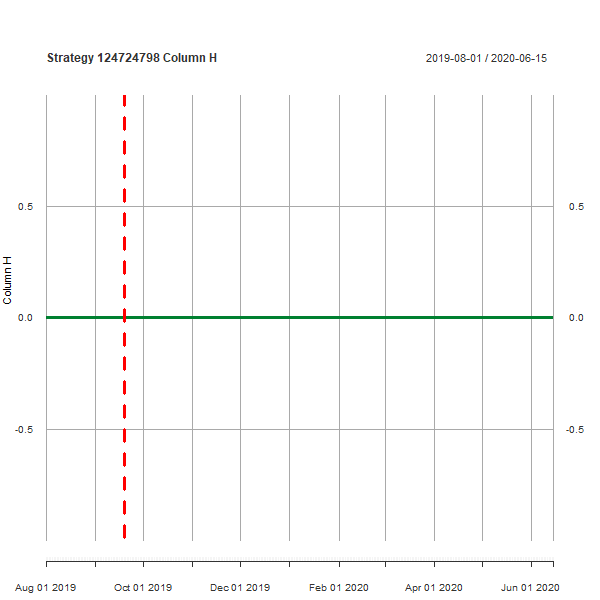 Strategy 124724798 Column H
2019-08-01 / 2020-06-15
0.5
0.5
Column H
0.0
0.0
-0.5
-0.5
Aug 01 2019
Oct 01 2019
Dec 01 2019
Feb 01 2020
Apr 01 2020
Jun 01 2020